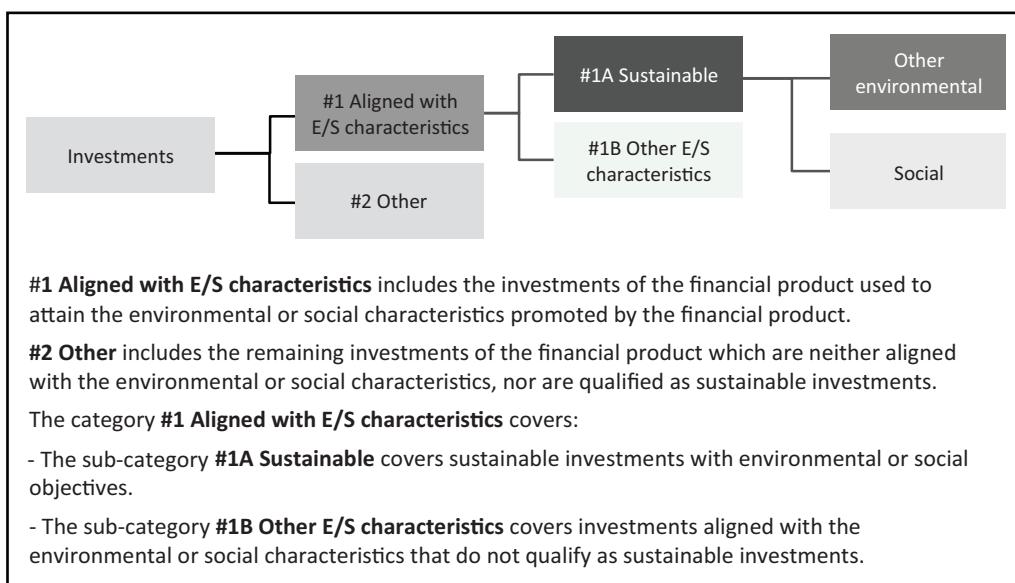 Investments
#1 Aligned with
E/S characteristics
#2 Other
#1A Sustainable
#1B Other E/S
characteristics
Other
environmental
Social
#1 Aligned with E/S characteristics includes the investments of the financial product used to
attain the environmental or social characteristics promoted by the financial product.
#2 Other includes the remaining investments of the financial product which are neither aligned
with the environmental or social characteristics, nor are qualified as sustainable investments.
The category #1 Aligned with E/S characteristics covers:
- The sub-category #1A Sustainable covers sustainable investments with environmental or social
objectives.
- The sub-category #1B Other E/S characteristics covers investments aligned with the
environmental or social characteristics that do not qualify as sustainable investments.